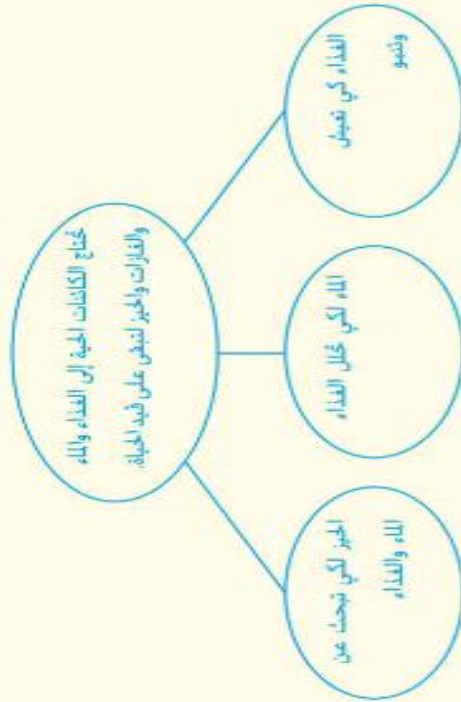 تحتاج الكائنات الحية إلى الغذاء والماء
والغازات والحيز لتبقى على قيد الحياة.
الغذاء كي تعيش
وتنمو
الماء لكي تحلل الغذاء
الحيز لكي تبحث عن
الماء والغذاء